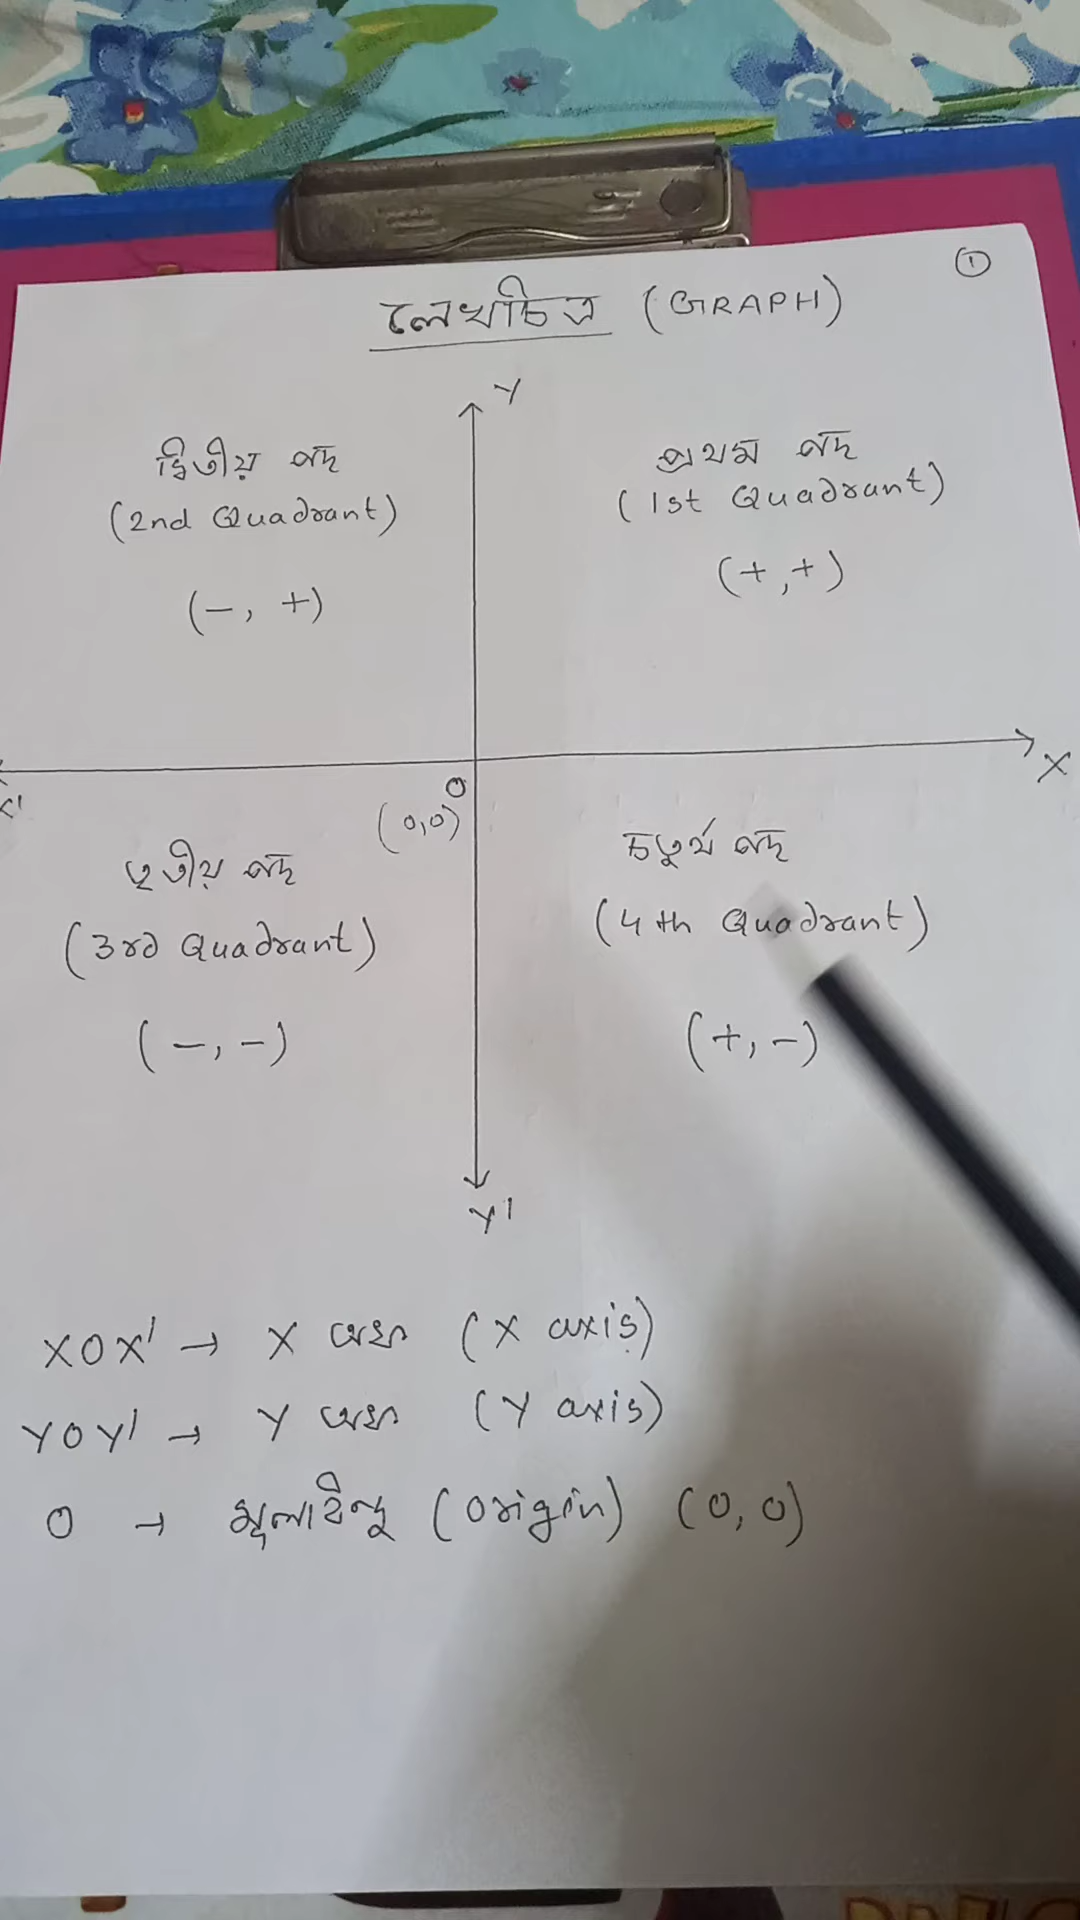 ①
লেখচিত্র (GRAPH)
Y
দ্বিতীয় পাদ
(2nd Quadrant)
(−, +)
প্রথম পাদ
(1st Quadrant)
(+,+)
X
X'
O
(0,0)
তৃতীয় পাদ
(3rd Quadrant)
(−,−)
চতুর্থ পাদ
(4th Quadrant)
(+,−)
Y'
XOX' → X অক্ষ (X axis)
YOY' → Y অক্ষ (Y axis)
O → মূলবিন্দু (Origin) (0,0)